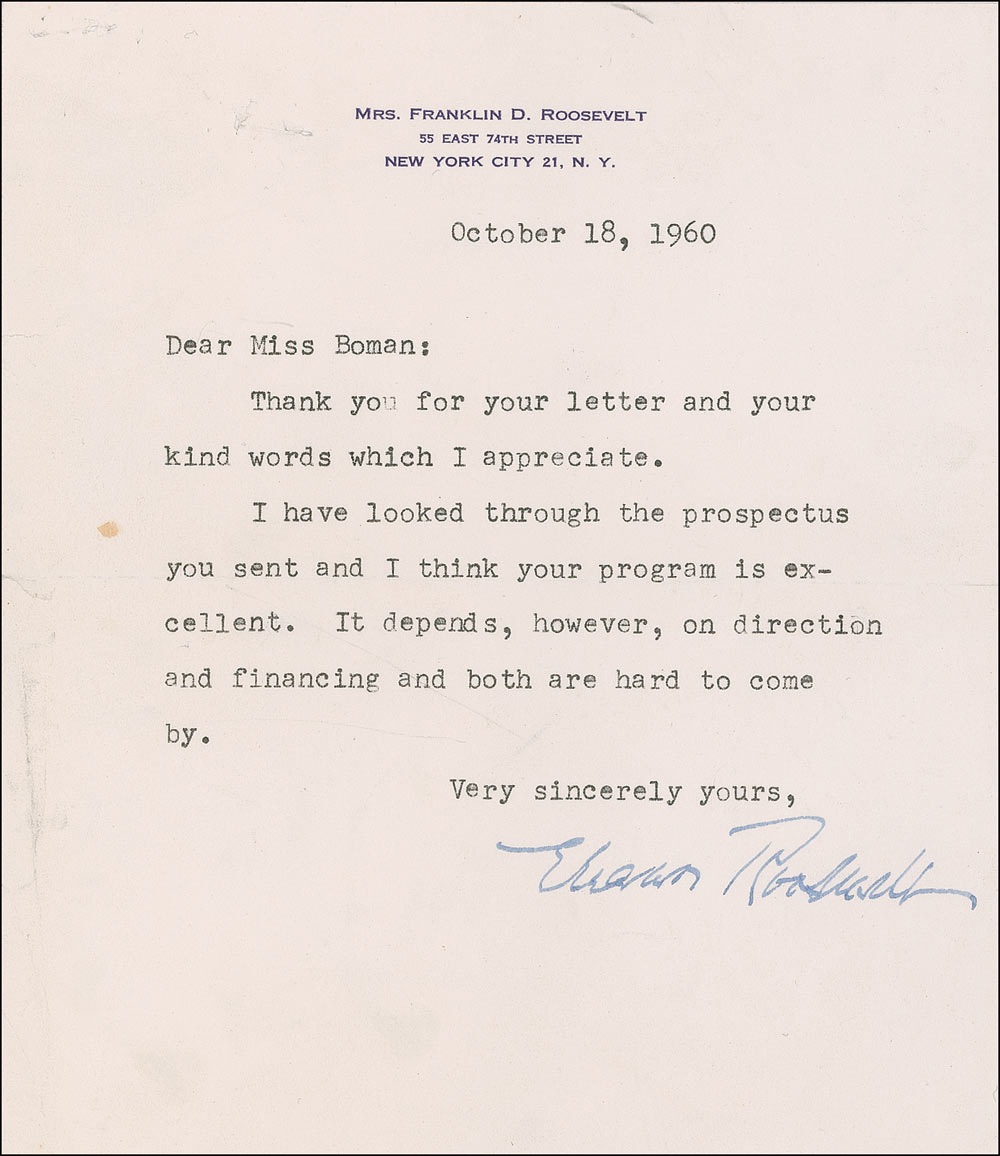 MRS. FRANKLIN D. ROOSEVELT
55 EAST 74TH STREET
NEW YORK CITY 21, N. Y.
October 18, 1960
Dear Miss Boman:
Thank you for your letter and your
kind words which I appreciate.
I have looked through the prospectus
you sent and I think your program is ex-
cellent. It depends, however, on direction
and financing and both are hard to come
by.
Very sincerely yours,
Eleanor Roosevelt